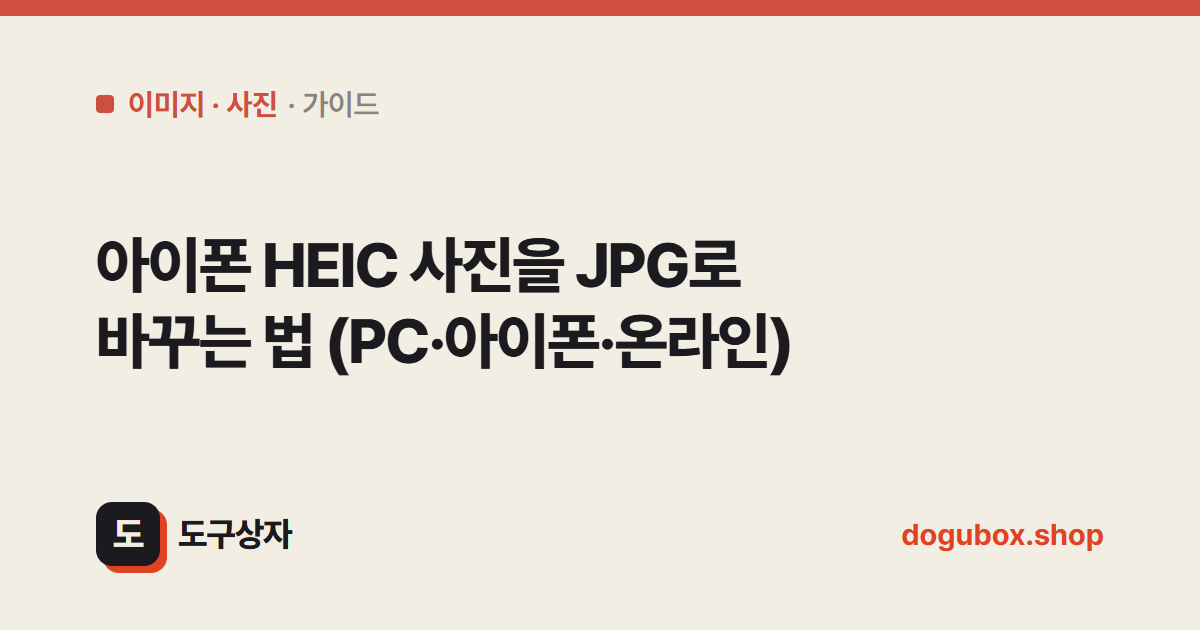 이미지 · 사진 · 가이드
아이폰 HEIC 사진을 JPG로
바꾸는 법 (PC·아이폰·온라인)
도 도구상자
dogubox.shop